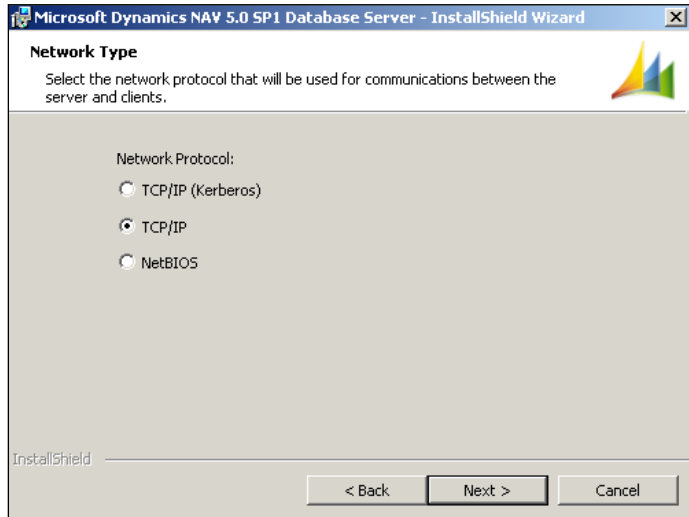 Microsoft Dynamics NAV 5.0 SP1 Database Server - InstallShield Wizard
Network Type
Select the network protocol that will be used for communications between the
server and clients.
Network Protocol:
TCP/IP (Kerberos)
TCP/IP
NetBIOS
InstallShield
< Back Next > Cancel